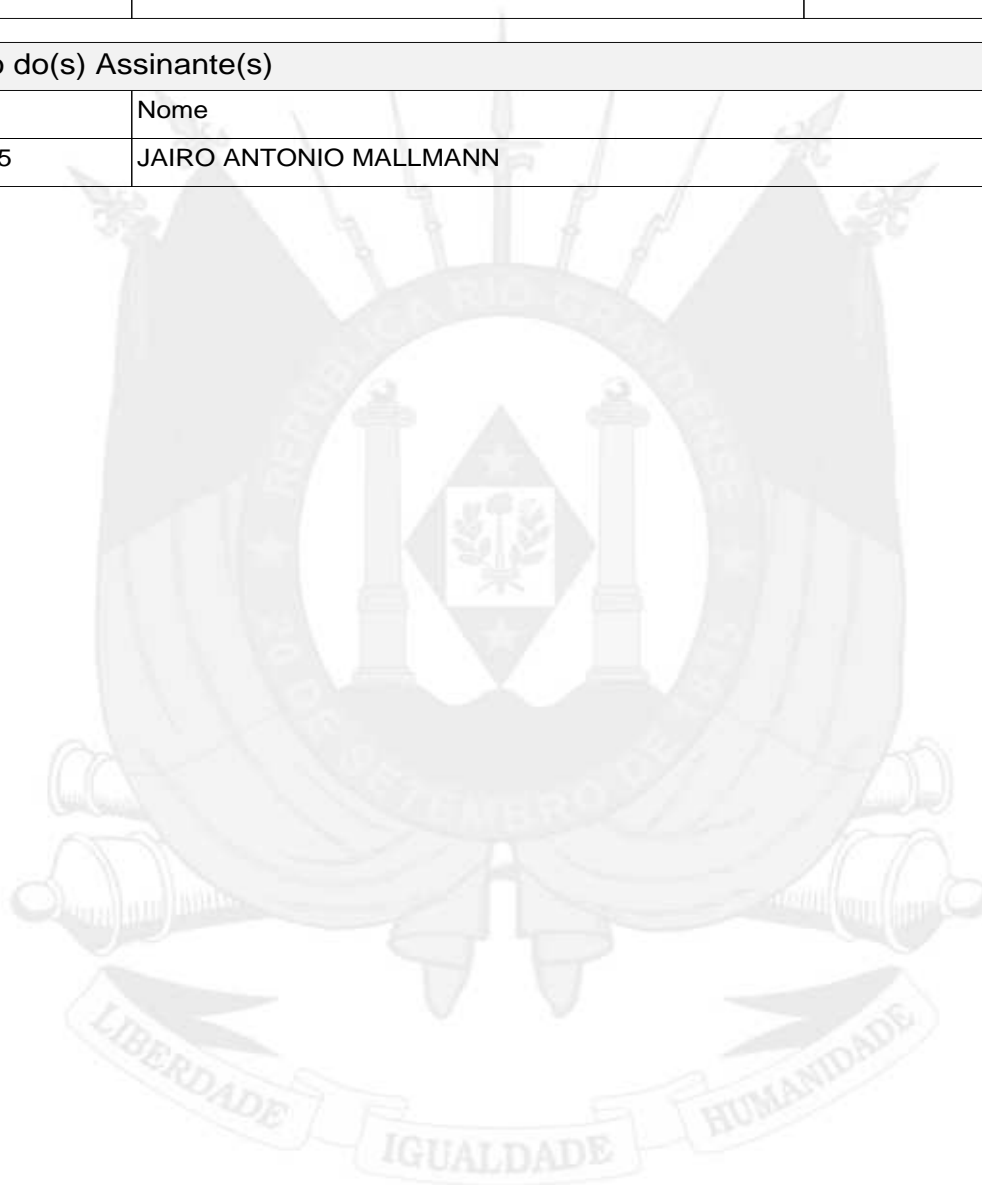 o do(s) Assinante(s)
Nome
5 JAIRO ANTONIO MALLMANN
REPUBLICA RIO-GRANDENSE
20 DE SETEMBRO DE 1835
LIBERDADE IGUALDADE HUMANIDADE